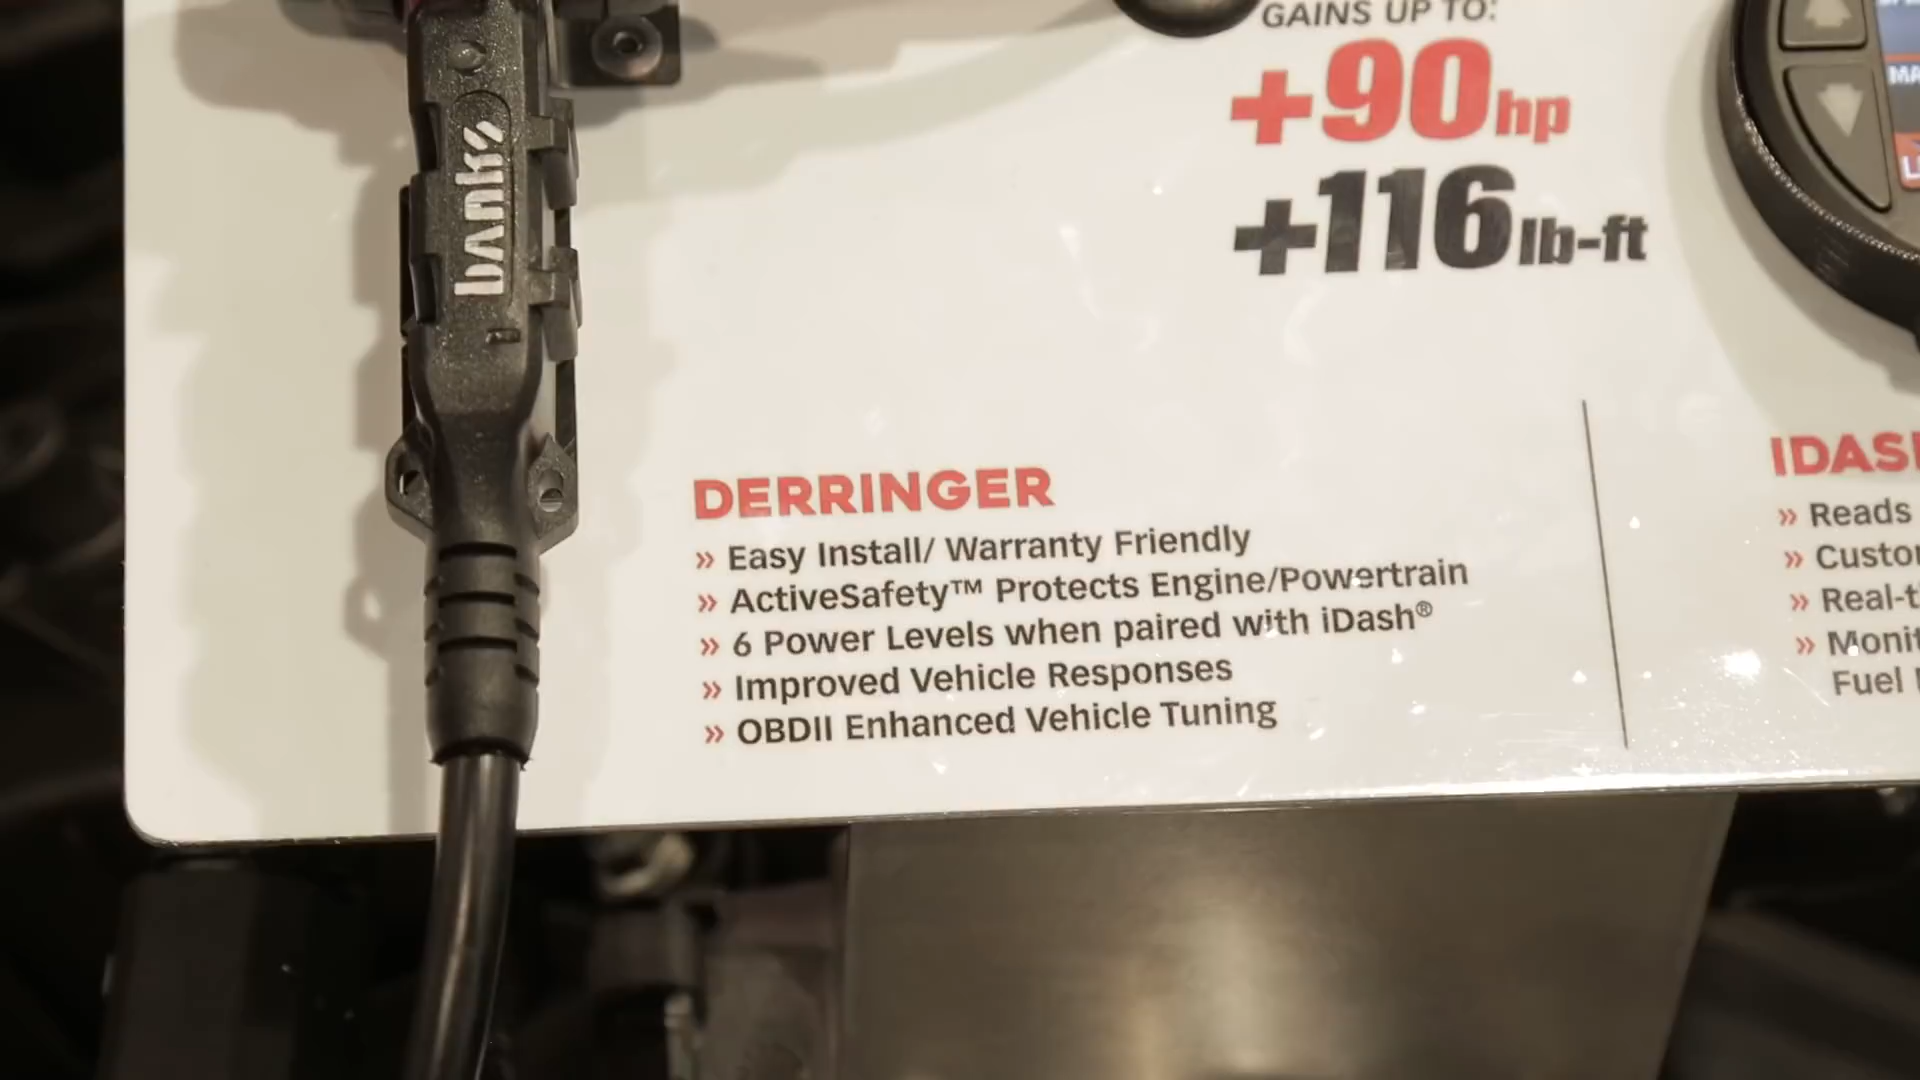 banks
GAINS UP TO:
+90hp
+116lb-ft
DERRINGER
» Easy Install/ Warranty Friendly
» ActiveSafety™ Protects Engine/Powertrain
» 6 Power Levels when paired with iDash®
» Improved Vehicle Responses
» OBDII Enhanced Vehicle Tuning
» Reads
Fuel